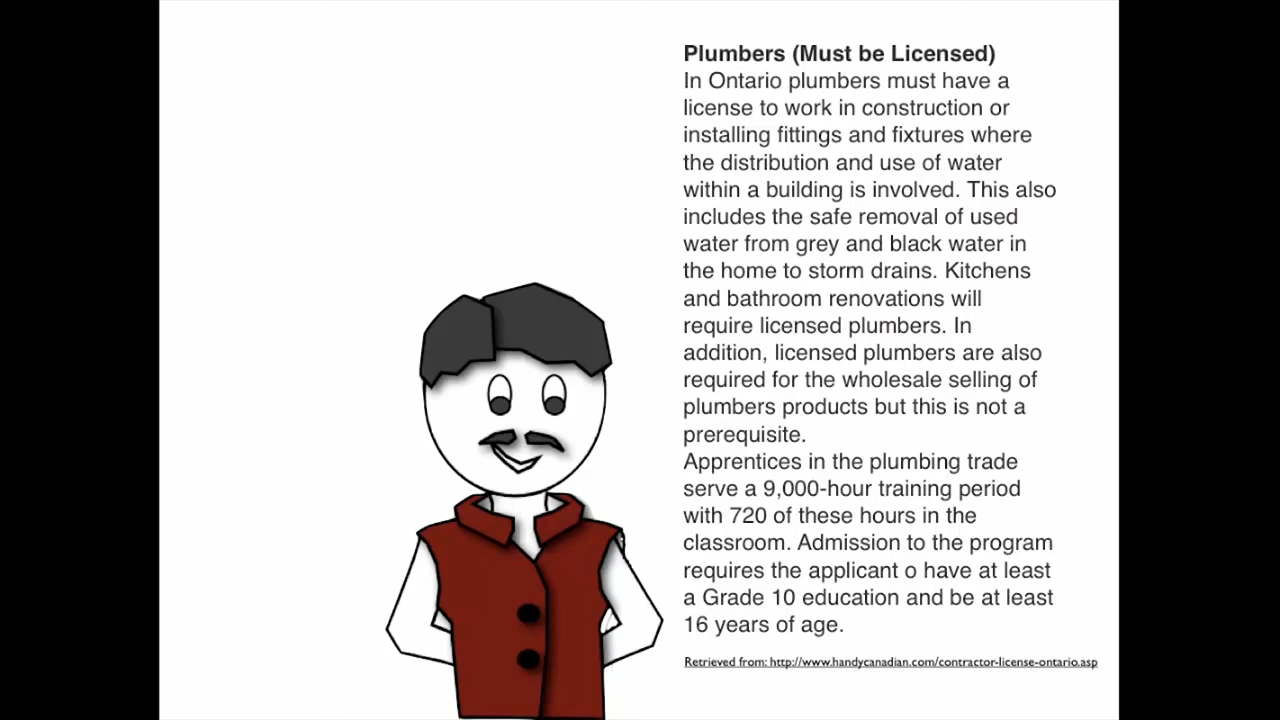 Plumbers (Must be Licensed)
In Ontario plumbers must have a
license to work in construction or
installing fittings and fixtures where
the distribution and use of water
within a building is involved. This also
includes the safe removal of used
water from grey and black water in
the home to storm drains. Kitchens
and bathroom renovations will
require licensed plumbers. In
addition, licensed plumbers are also
required for the wholesale selling of
plumbers products but this is not a
prerequisite.
Apprentices in the plumbing trade
serve a 9,000-hour training period
with 720 of these hours in the
classroom. Admission to the program
requires the applicant o have at least
a Grade 10 education and be at least
16 years of age.
Retrieved from: http://www.handycanadian.com/contractor-license-ontario.asp